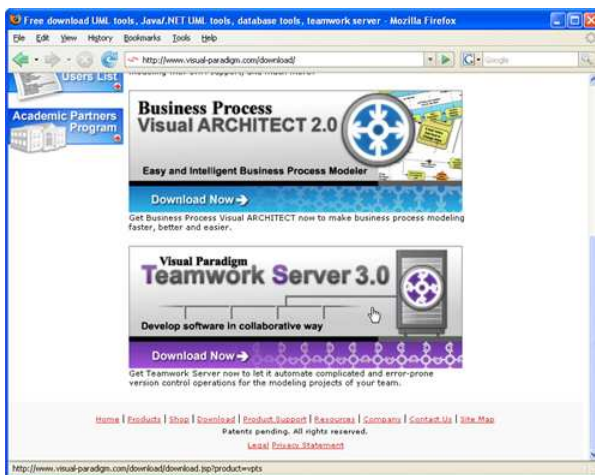 Free download UML tools, Java/.NET UML tools, database tools, teamwork server - Mozilla Firefox
File Edit View History Bookmarks Tools Help
http://www.visual-paradigm.com/download/
Google
Users List
Academic Partners
Program
Business Process
Visual ARCHITECT 2.0
Easy and Intelligent Business Process Modeler
Download Now
Get Business Process Visual ARCHITECT now to make business process modeling
faster, better and easier.
Visual Paradigm
Teamwork Server 3.0
Develop software in collaborative way
Download Now
Get Teamwork Server now to let it automate complicated and error-prone
version control operations for the modeling projects of your team.
Home | Products | Shop | Download | Product Support | Resources | Company | Contact Us | Site Map
Patents pending. All rights reserved.
Legal Privacy Statement
http://www.visual-paradigm.com/download/download.jsp?product=vpts